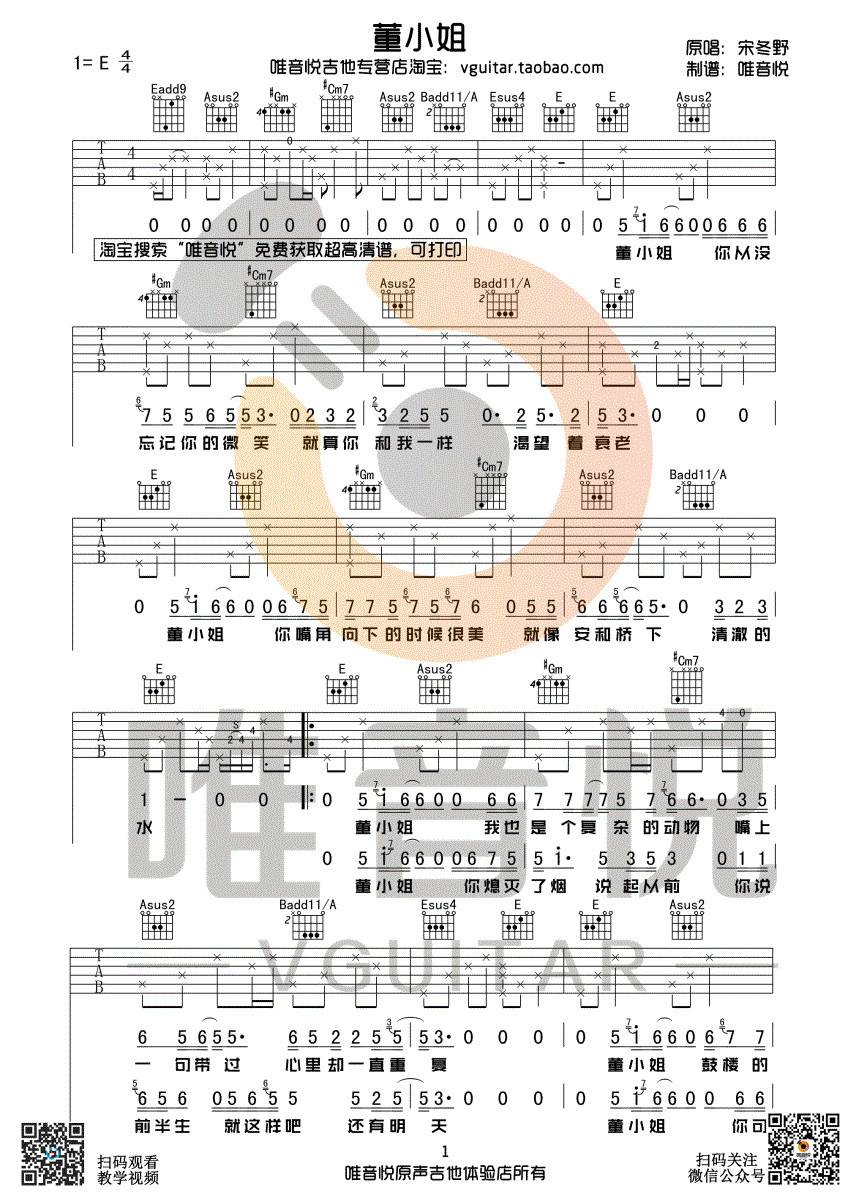 董小姐
1= E 4/4
唯音悦吉他专营店淘宝：vguitar.taobao.com
原唱：宋冬野
制谱：唯音悦
Eadd9 Asus2 #Gm #Cm7 Asus2 Badd11/A Esus4 E E Asus2
T A B 4 4
0 0 0 0 0 0 0 0 0 0 0 0 0 0 0 0 0 5 i 6 6 0 0 6 6 6
淘宝搜索“唯音悦”免费获取超高清谱，可打印
董小姐 你从没
#Gm #Cm7 Asus2 Badd11/A E
T A B
7 5 5 6 5 5 3· 0 2 3 2 3 2 5 5 0· 2 5· 2 5 3· 0 0 0
忘记你的微笑 就算你 和我一样 渴望着衰老
E Asus2 #Gm #Cm7 Asus2 Badd11/A
T A B
0 5 i 6 6 0 0 6 7 5 7 7 5 7 5 7 6 0 5 5 6 6 6 5· 0 3 2 3
董小姐 你嘴角向下的时候很美 就像安和桥下 清澈的
E Asus2 E Asus2 #Gm #Cm7
T A B
1 - 0 0 0 5 i 6 6 0 0 6 6 7 7 7 7 5 7 6 6· 0 3 5
水 董小姐 我也是个复杂的动物 嘴上
0 5 i 6 6 0 0 6 7 5 5 i· 5 3 5 5 0 1 1
董小姐 你熄灭了烟 说起从前 你说
唯音悦
VGUITAR
Asus2 Badd11/A Esus4 E E Asus2
T A B
6 5 6 5 5· 6 5 2 2 5 5 5 3· 0 0 0 5 i 6 6 0 6 7 7
一句带过 心里却一直重复 董小姐 鼓楼的
6 5 6 0 5 6 5 5 2 5 5 5 3· 0 0 0 5 i 6 6 0 0 6
前半生 就这样吧 还有明天 董小姐 你可
扫码观看
教学视频
1
唯音悦原声吉他体验店所有
扫码关注
微信公众号